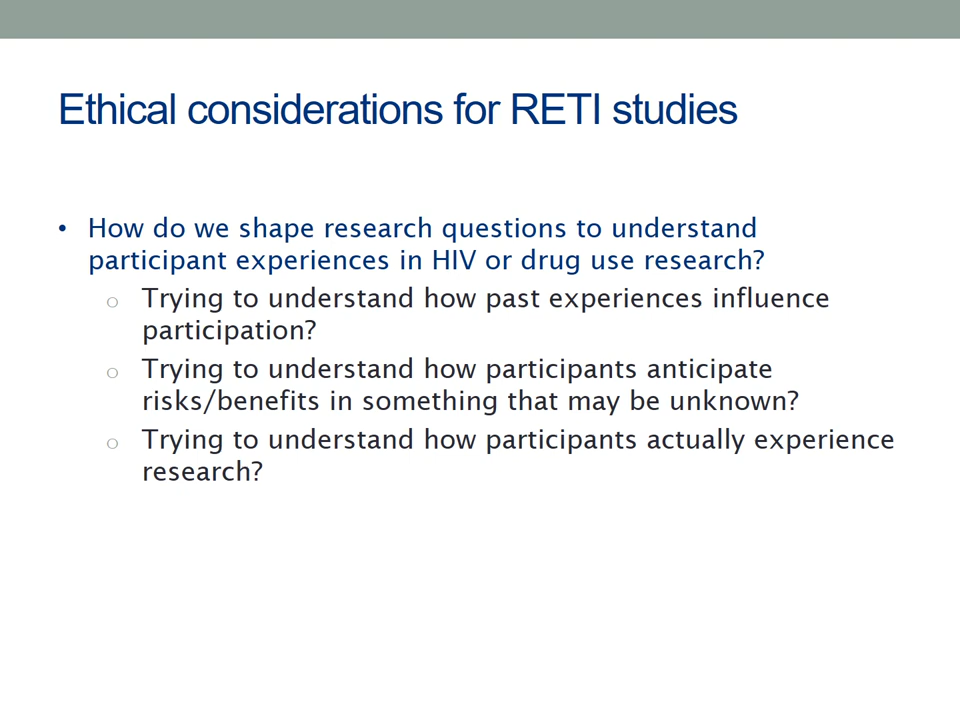 Ethical considerations for RETI studies
• How do we shape research questions to understand
participant experiences in HIV or drug use research?
o Trying to understand how past experiences influence
participation?
o Trying to understand how participants anticipate
risks/benefits in something that may be unknown?
o Trying to understand how participants actually experience
research?